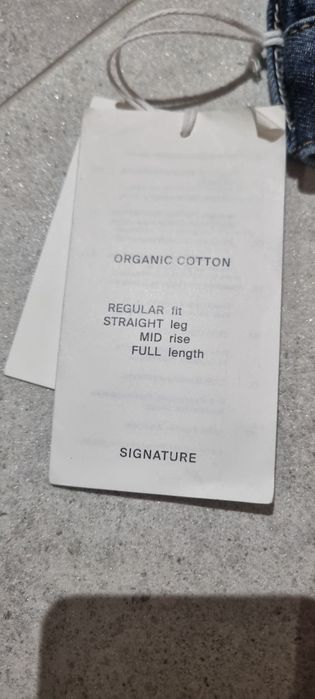 ORGANIC COTTON
REGULAR fit
STRAIGHT leg
MID rise
FULL length
SIGNATURE